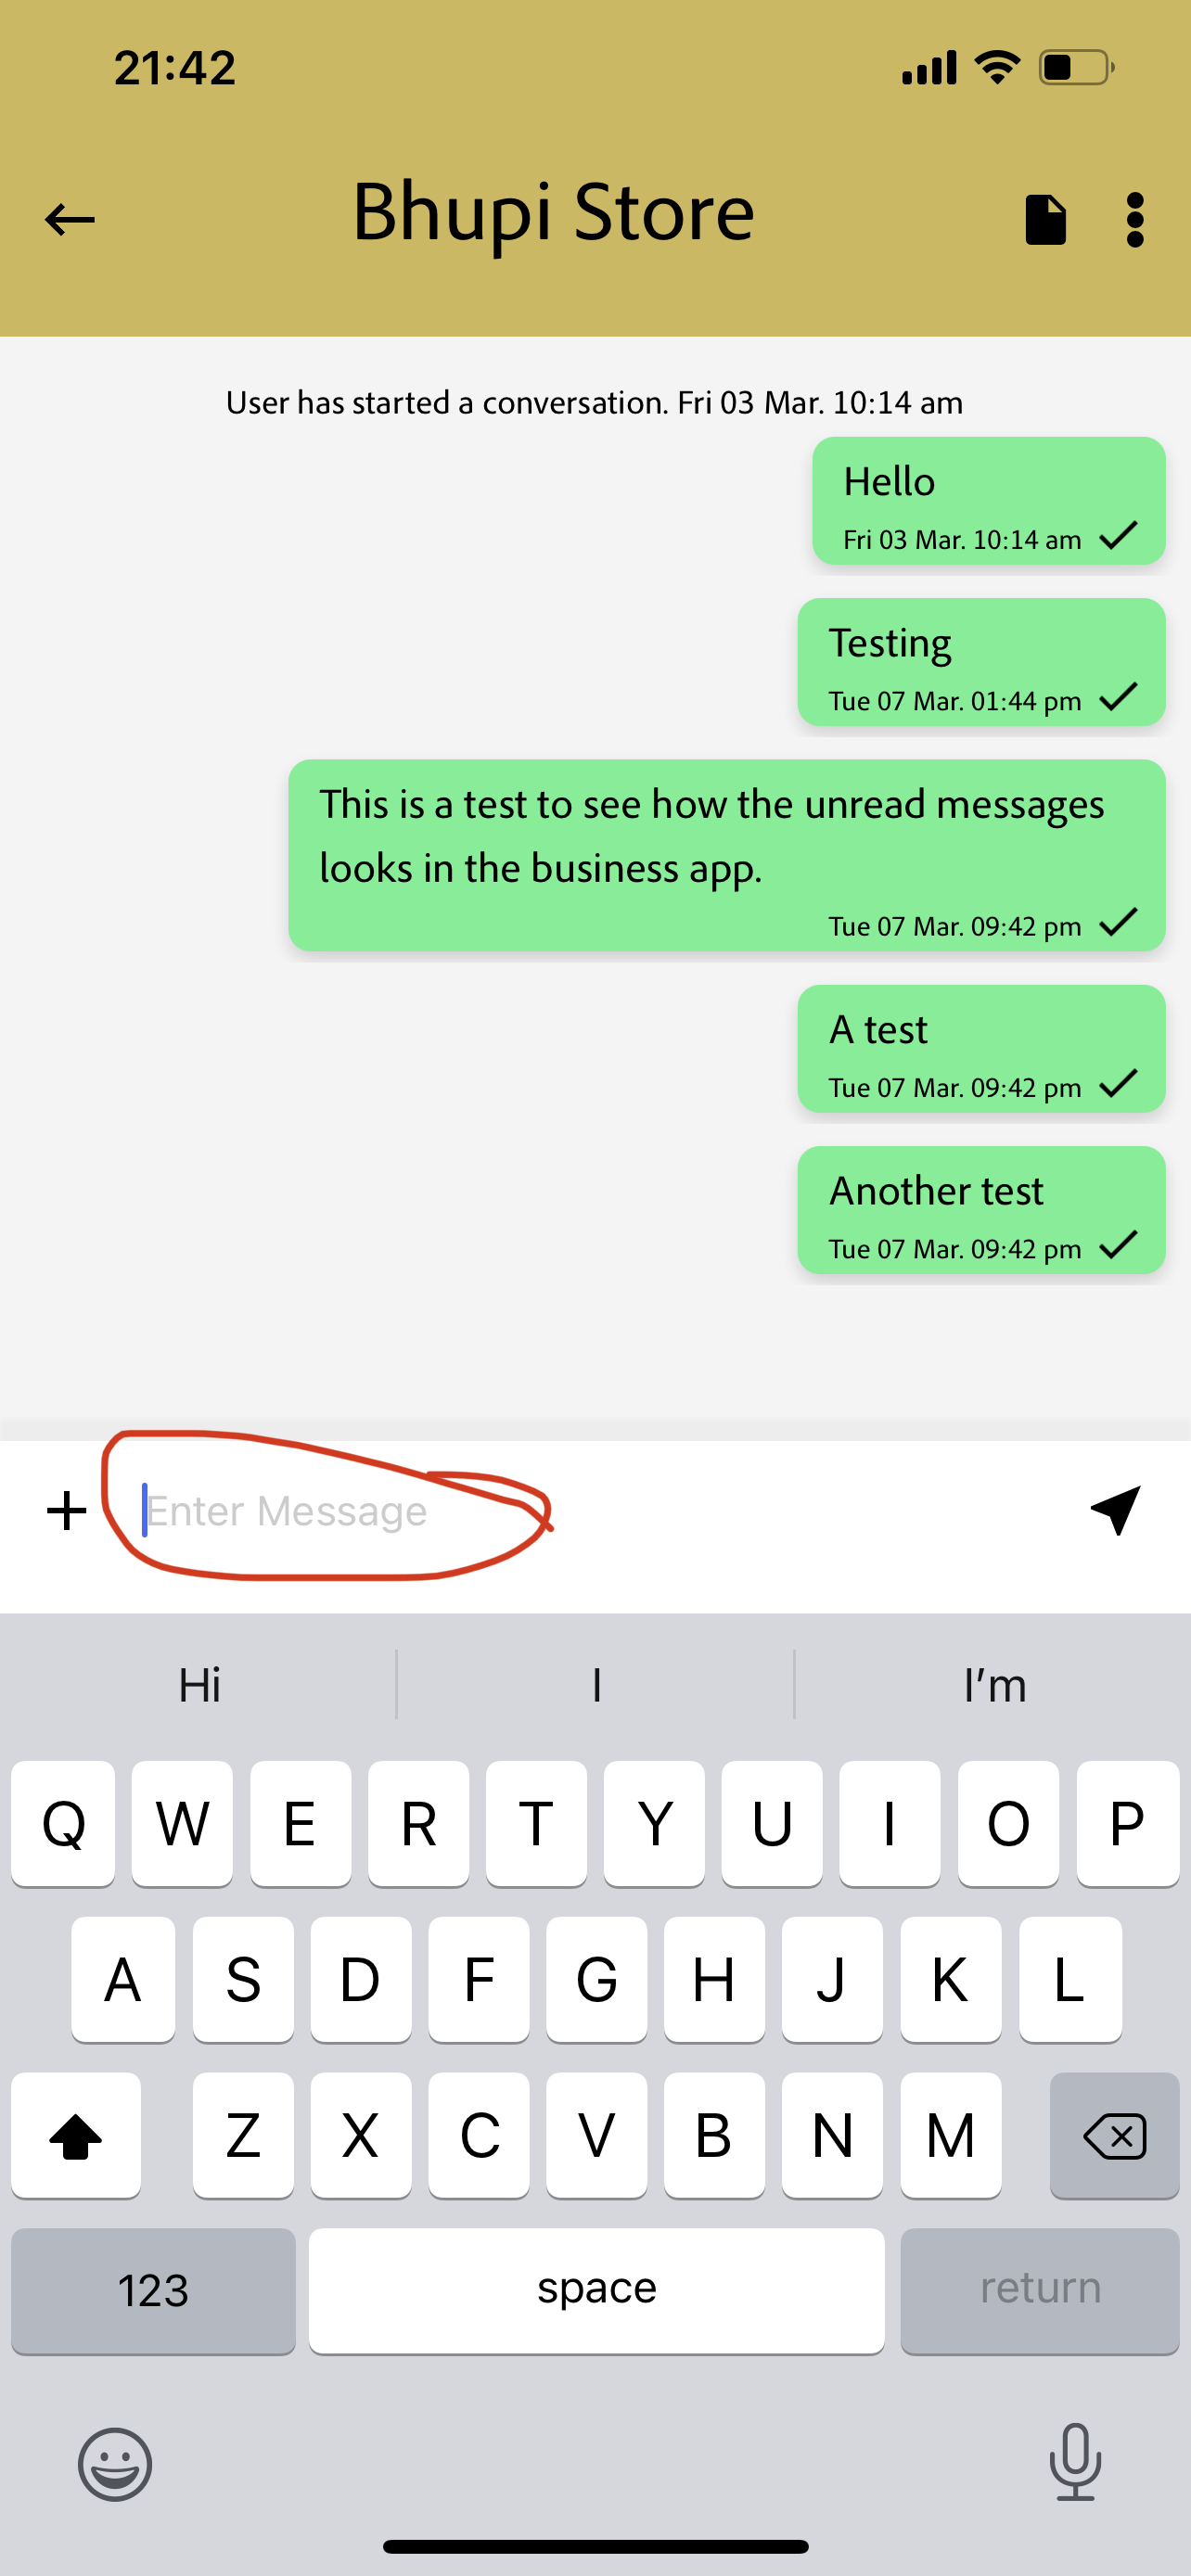 21:42
Bhupi Store
User has started a conversation. Fri 03 Mar. 10:14 am
Hello
Fri 03 Mar. 10:14 am
Testing
Tue 07 Mar. 01:44 pm
This is a test to see how the unread messages
looks in the business app.
Tue 07 Mar. 09:42 pm
A test
Tue 07 Mar. 09:42 pm
Another test
Tue 07 Mar. 09:42 pm
Enter Message
Hi I I’m
Q W E R T Y U I O P
A S D F G H J K L
Z X C V B N M
123 space return